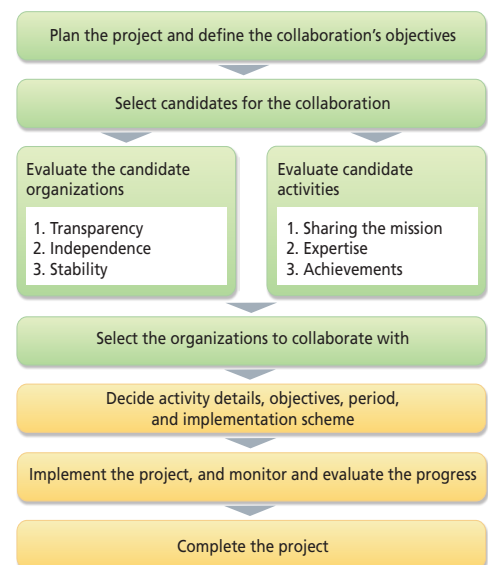 Plan the project and define the collaboration's objectives
Select candidates for the collaboration
Evaluate the candidate
organizations
1. Transparency
2. Independence
3. Stability
Evaluate candidate
activities
1. Sharing the mission
2. Expertise
3. Achievements
Select the organizations to collaborate with
Decide activity details, objectives, period,
and implementation scheme
Implement the project, and monitor and evaluate the progress
Complete the project